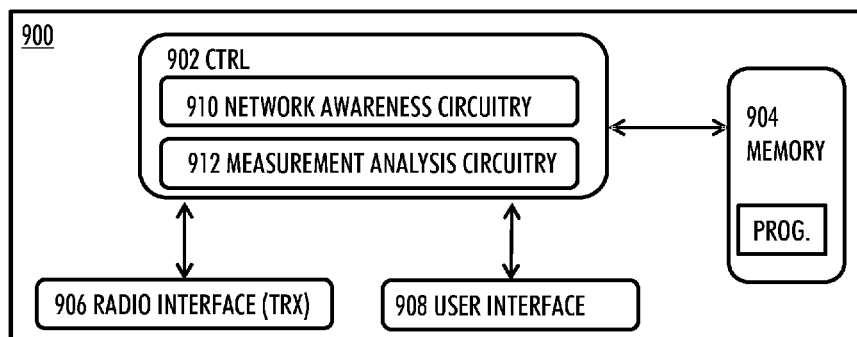 900
902 CTRL
910 NETWORK AWARENESS CIRCUITRY
912 MEASUREMENT ANALYSIS CIRCUITRY
904
MEMORY
PROG.
906 RADIO INTERFACE (TRX)
908 USER INTERFACE